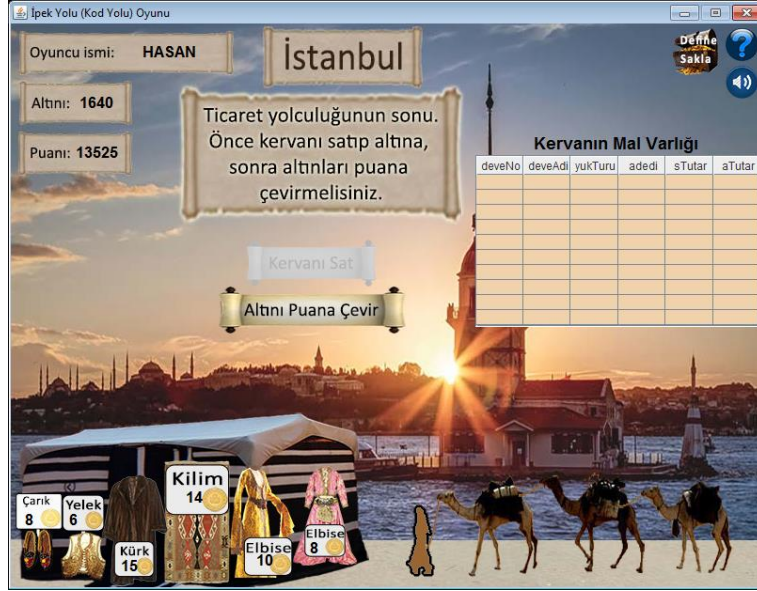 İpek Yolu (Kod Yolu) Oyunu
Oyuncu ismi: HASAN
İstanbul
Define
Sakla
?
Altını: 1640
Puanı: 13525
Ticaret yolculuğunun sonu.
Önce kervanı satıp altına,
sonra altınları puana
çevirmelisiniz.
Kervanın Mal Varlığı
deveNo deveAdi yukTuru adedi sTutar aTutar
Kervanı Sat
Altını Puana Çevir
Çarık
8
Yelek
6
Kürk
15
Kilim
14
Elbise
10
Elbise
8